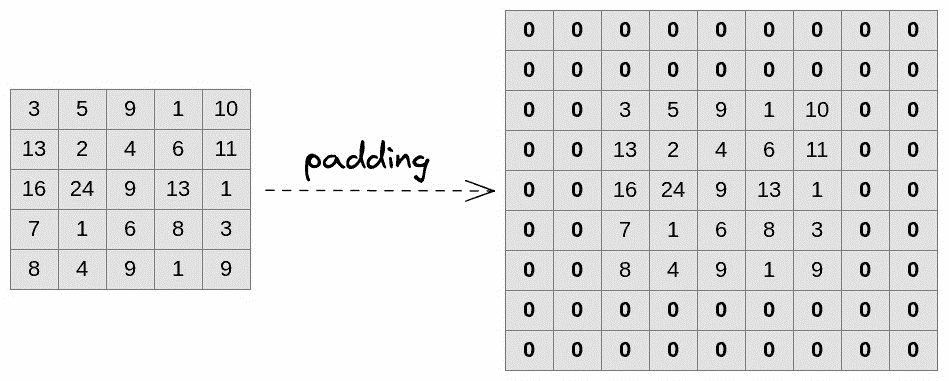 3 5 9 1 10
13 2 4 6 11
16 24 9 13 1
7 1 6 8 3
8 4 9 1 9
padding
0 0 0 0 0 0 0 0 0
0 0 0 0 0 0 0 0 0
0 0 3 5 9 1 10 0 0
0 0 13 2 4 6 11 0 0
0 0 16 24 9 13 1 0 0
0 0 7 1 6 8 3 0 0
0 0 8 4 9 1 9 0 0
0 0 0 0 0 0 0 0 0
0 0 0 0 0 0 0 0 0